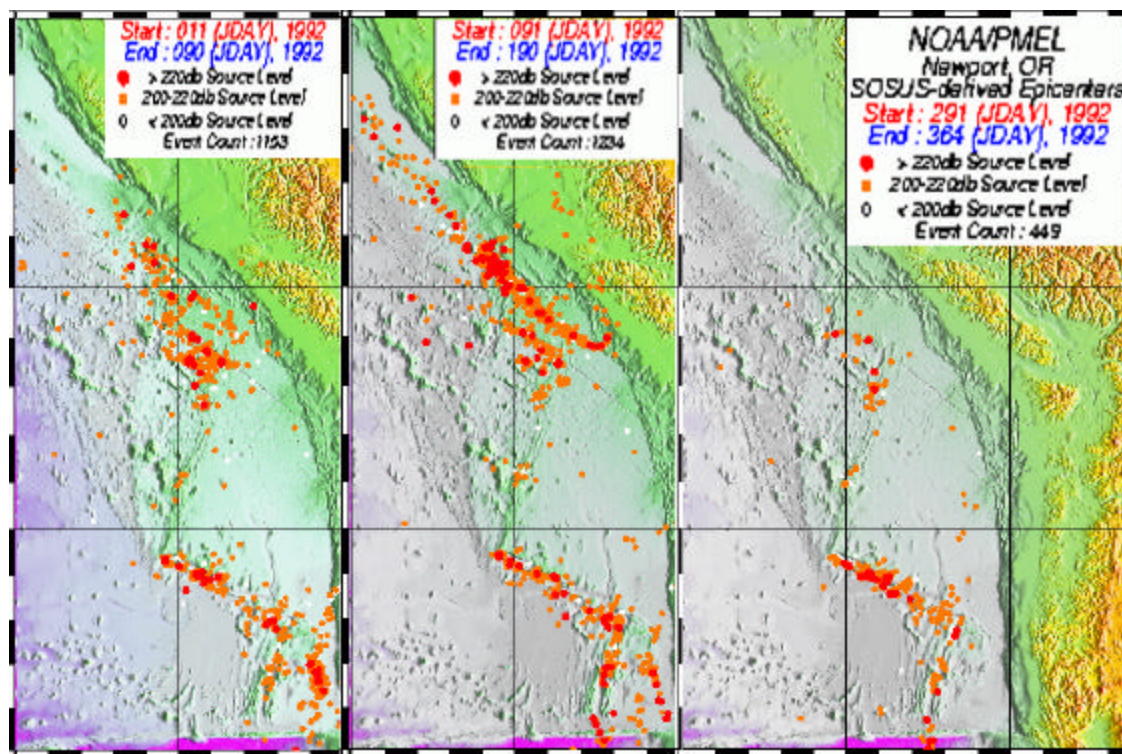 Start : 011 (JDAY), 1992
End : 090 (JDAY), 1992
> 220db Source Level
200-220db Source Level
< 200db Source Level
Event Count : 1153
Start : 091 (JDAY), 1992
End : 190 (JDAY), 1992
> 220db Source Level
200-220db Source Level
< 200db Source Level
Event Count : 1234
NOAA/PMEL
Newport, OR
SOSUS-derived Epicenters
Start : 291 (JDAY), 1992
End : 364 (JDAY), 1992
> 220db Source Level
200-220db Source Level
< 200db Source Level
Event Count : 449